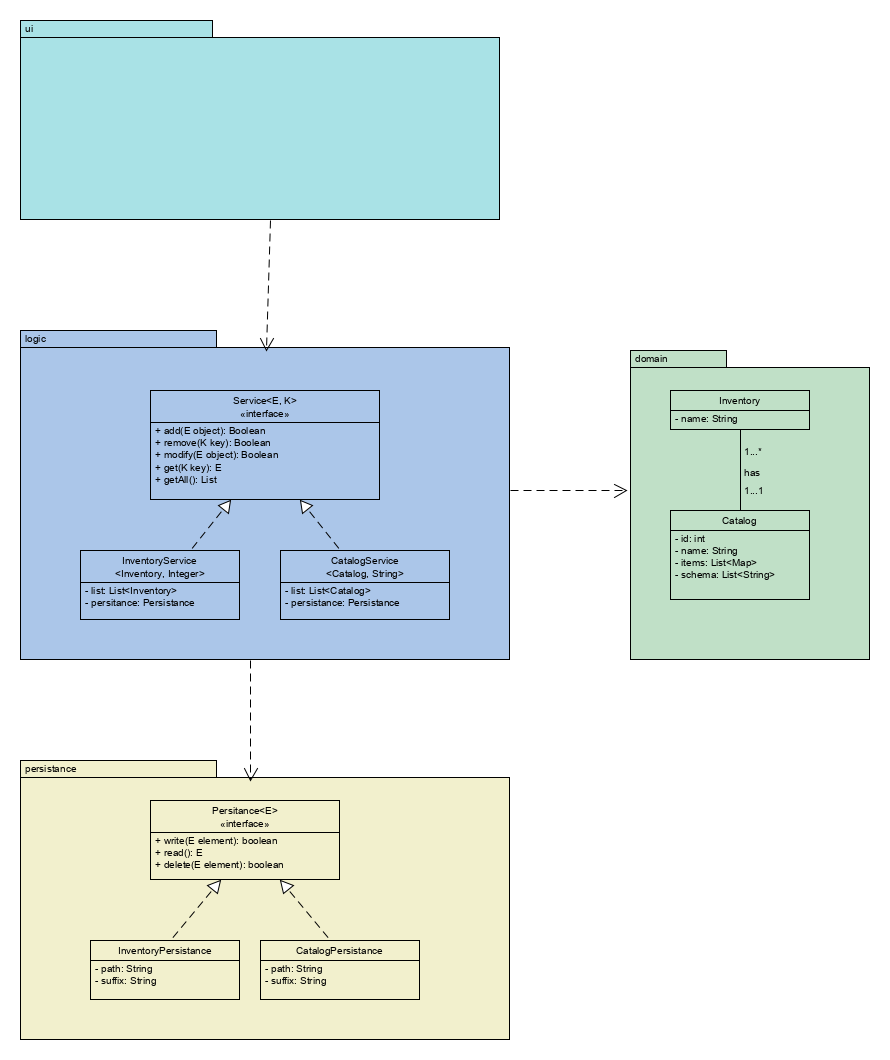 ui
logic
Service<E, K>
«interface»
+ add(E object): Boolean
+ remove(K key): Boolean
+ modify(E object): Boolean
+ get(K key): E
+ getAll(): List
InventoryService
<Inventory, Integer>
- list: List<Inventory>
- persitance: Persistance
CatalogService
<Catalog, String>
- list: List<Catalog>
- persistance: Persistance
domain
Inventory
- name: String
1...*
has
1...1
Catalog
- id: int
- name: String
- items: List<Map>
- schema: List<String>
persistance
Persitance<E>
«interface»
+ write(E element): boolean
+ read(): E
+ delete(E element): boolean
InventoryPersistance
- path: String
- suffix: String
CatalogPersistance
- path: String
- suffix: String